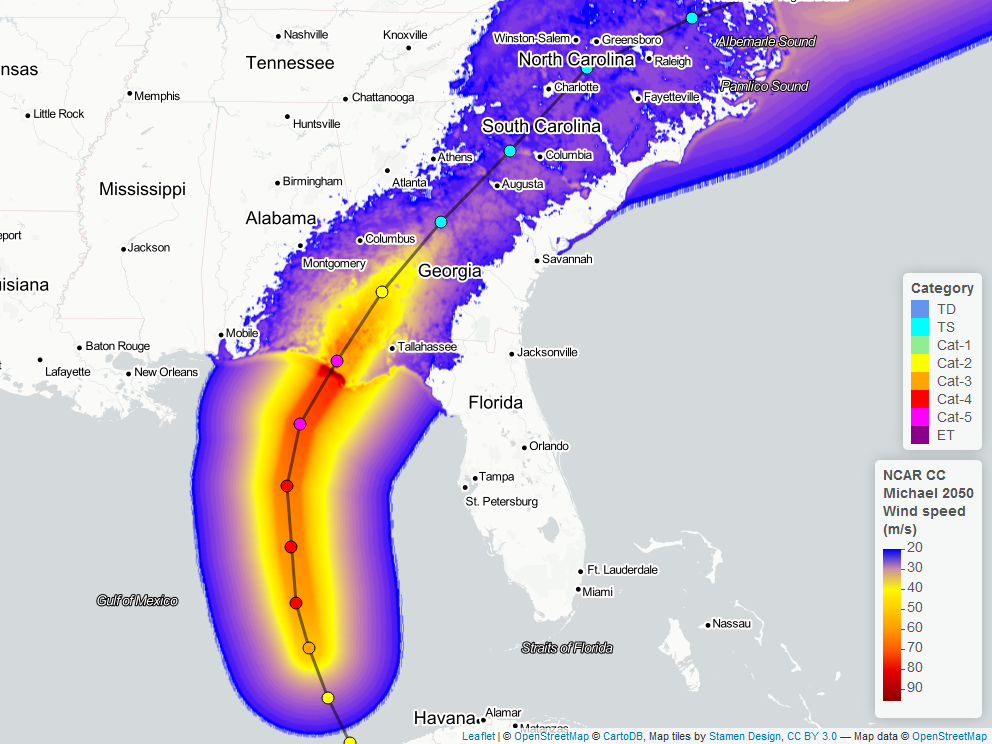 Nashville
Knoxville
Winston-Salem
Greensboro
Albemarle Sound
Tennessee
North Carolina
Raleigh
nsas
Memphis
Chattanooga
Charlotte
Fayetteville
Pamlico Sound
Little Rock
Huntsville
South Carolina
Athens
Columbia
Birmingham
Atlanta
Augusta
Mississippi
Alabama
eport
Jackson
Columbus
Montgomery
Georgia
Savannah
uisiana
Mobile
Baton Rouge
Tallahassee
Jacksonville
Lafayette
New Orleans
Florida
Orlando
Tampa
St. Petersburg
Ft. Lauderdale
Miami
Gulf of Mexico
Nassau
Straits of Florida
Havana
Alamar
Matanzas
Category
TD
TS
Cat-1
Cat-2
Cat-3
Cat-4
Cat-5
ET
NCAR CC
Michael 2050
Wind speed
(m/s)
20
30
40
50
60
70
80
90
Leaflet | © OpenStreetMap © CartoDB, Map tiles by Stamen Design, CC BY 3.0 — Map data © OpenStreetMap